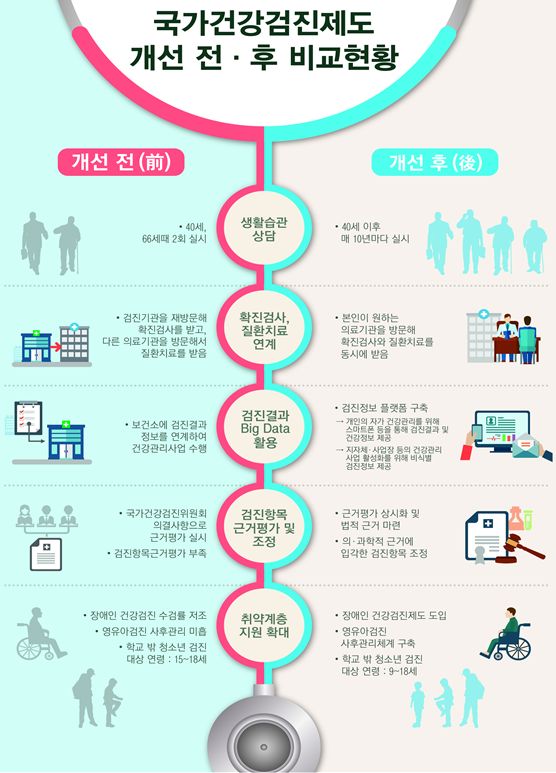 국가건강검진제도
개선 전 · 후 비교현황
개선 전 (前)
개선 후 (後)
• 40세,
66세때 2회 실시
생활습관
상담
• 40세 이후
매 10년마다 실시
• 검진기관을 재방문해
확진검사를 받고,
다른 의료기관을 방문해서
질환치료를 받음
확진검사,
질환치료
연계
• 본인이 원하는
의료기관을 방문해
확진검사와 질환치료를
동시에 받음
• 보건소에 검진결과
정보를 연계하여
건강관리사업 수행
검진결과
Big Data
활용
• 검진정보 플랫폼 구축
→ 개인의 자가 건강관리를 위해
스마트폰 등을 통해 검진결과 및
건강정보 제공
→ 지자체·사업장 등의 건강관리
사업 활성화를 위해 비식별
검진정보 제공
• 국가건강검진위원회
의결사항으로
근거평가 실시
• 검진항목근거평가 부족
검진항목
근거평가 및
조정
• 근거평가 상시화 및
법적 근거 마련
• 의·과학적 근거에
입각한 검진항목 조정
• 장애인 건강검진 수검률 저조
• 영유아검진 사후관리 미흡
• 학교 밖 청소년 검진
대상 연령 : 15~18세
취약계층
지원 확대
• 장애인 건강검진제도 도입
• 영유아검진
사후관리체계 구축
• 학교 밖 청소년 검진
대상 연령 : 9~18세